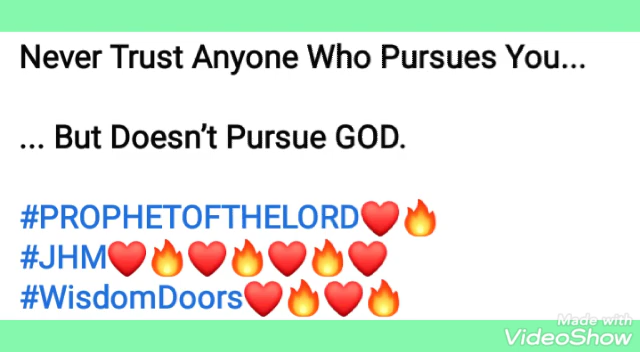 Never Trust Anyone Who Pursues You...
... But Doesn’t Pursue GOD.
#PROPHETOFTHELORD❤️🔥
#JHM❤️🔥❤️🔥❤️🔥❤️
#WisdomDoors❤️🔥❤️🔥
Made with
VideoShow